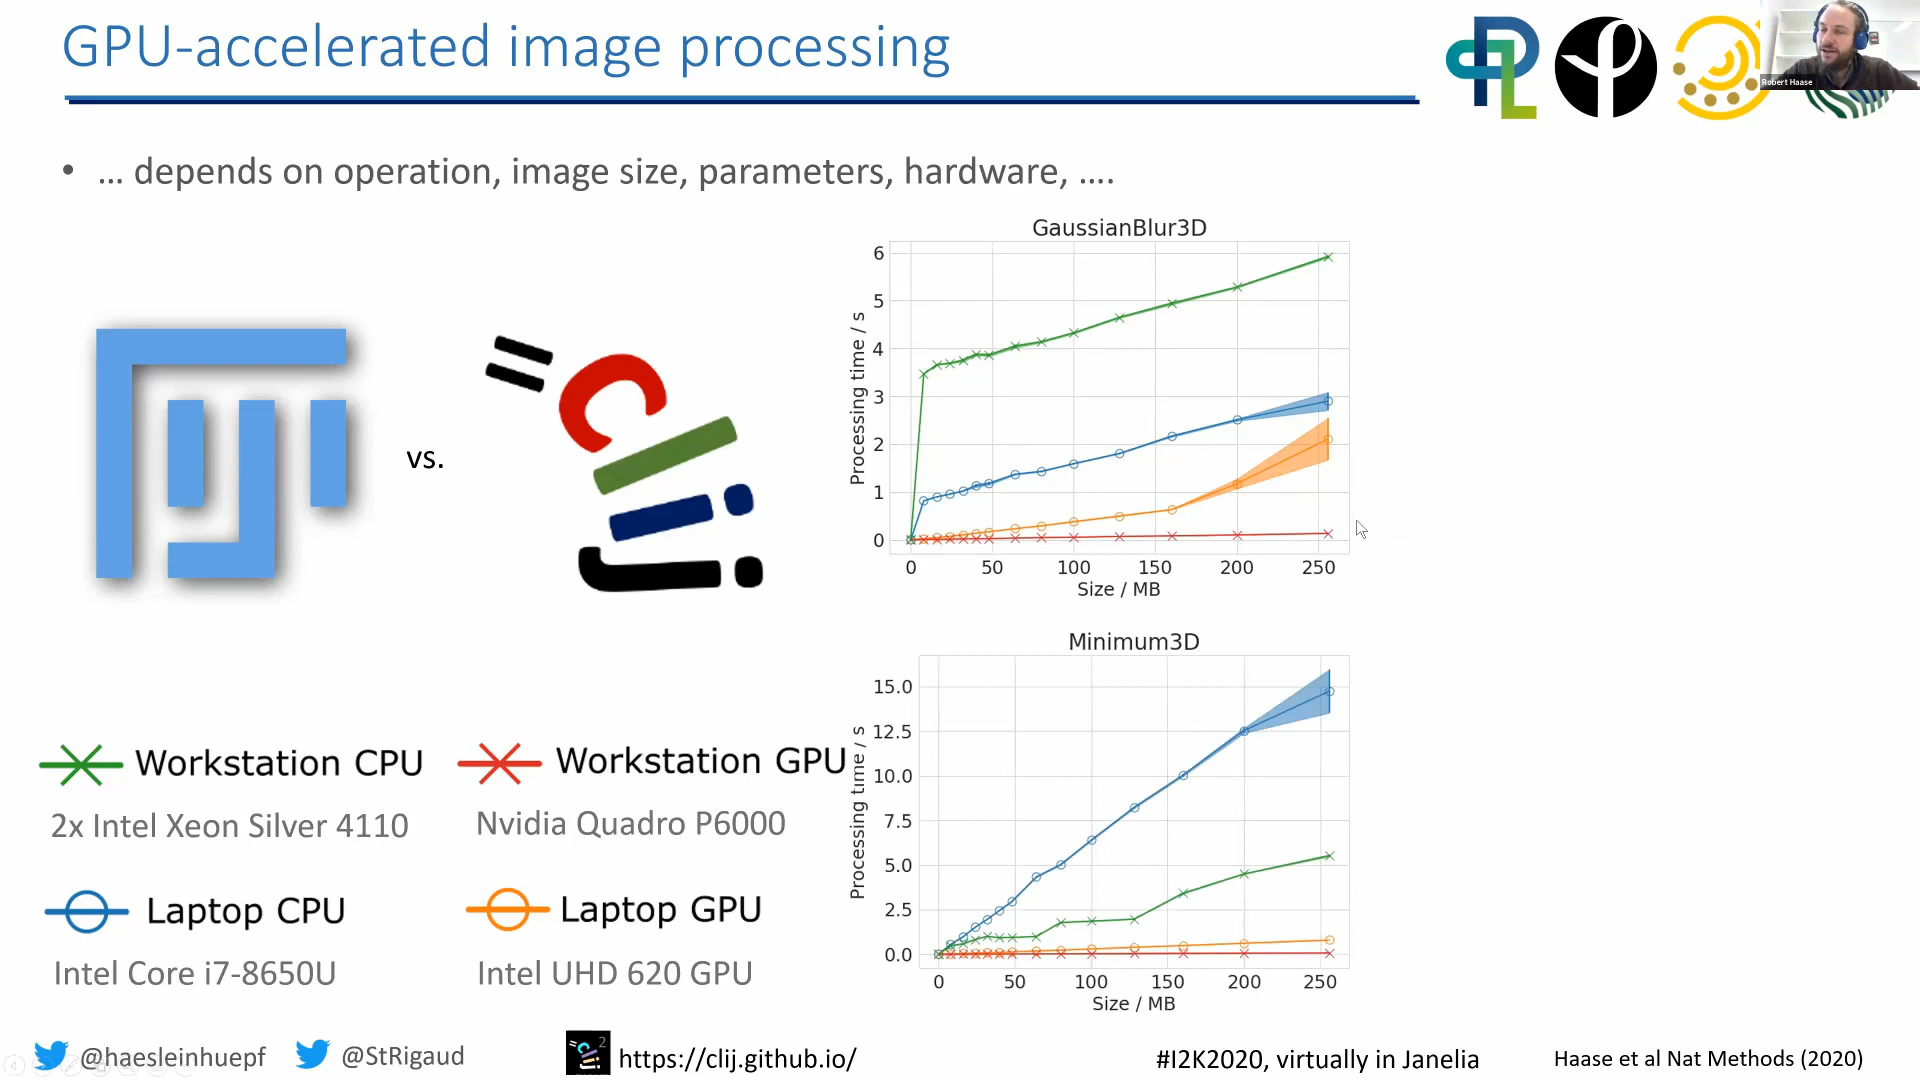 GPU-accelerated image processing
Robert Haase
• ... depends on operation, image size, parameters, hardware, ....
vs.
clij
GaussianBlur3D
Processing time / s
6
5
4
3
2
1
0
0 50 100 150 200 250
Size / MB
Minimum3D
Processing time / s
15.0
12.5
10.0
7.5
5.0
2.5
0.0
0 50 100 150 200 250
Size / MB
Workstation CPU
2x Intel Xeon Silver 4110
Workstation GPU
Nvidia Quadro P6000
Laptop CPU
Intel Core i7-8650U
Laptop GPU
Intel UHD 620 GPU
@haesleinhuepf
@StRigaud
https://clij.github.io/
#I2K2020, virtually in Janelia
Haase et al Nat Methods (2020)